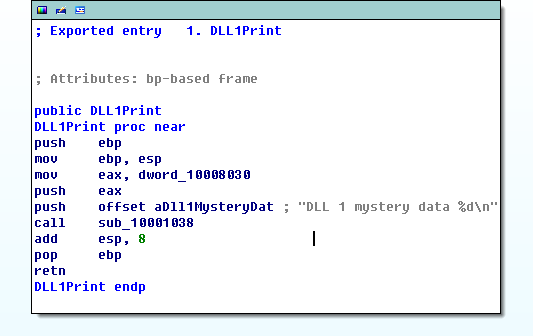 ; Exported entry   1. DLL1Print
; Attributes: bp-based frame
public DLL1Print
DLL1Print proc near
push    ebp
mov     ebp, esp
mov     eax, dword_10008030
push    eax
push    offset aDll1MysteryDat ; "DLL 1 mystery data %d\n"
call    sub_10001038
add     esp, 8
pop     ebp
retn
DLL1Print endp